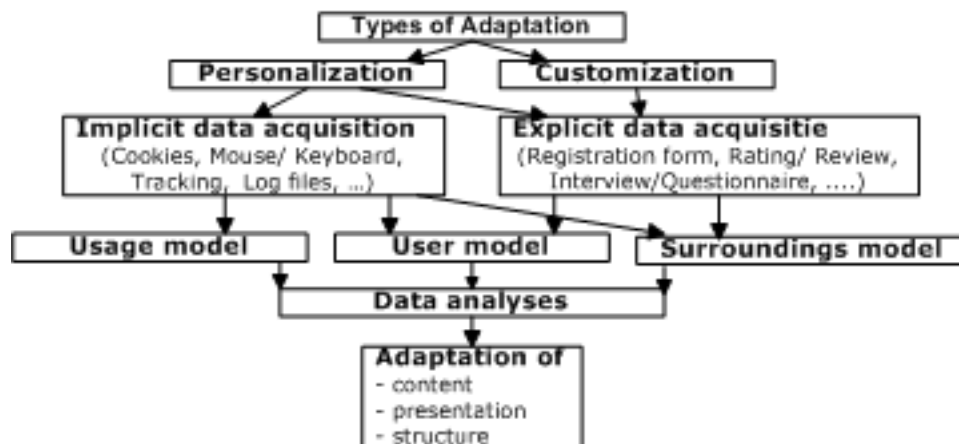 Types of Adaptation
Personalization
Customization
Implicit data acquisition
(Cookies, Mouse/ Keyboard,
Tracking, Log files, ...)
Explicit data acquisitie
(Registration form, Rating/ Review,
Interview/Questionnaire, ....)
Usage model
User model
Surroundings model
Data analyses
Adaptation of
- content
- presentation
- structure